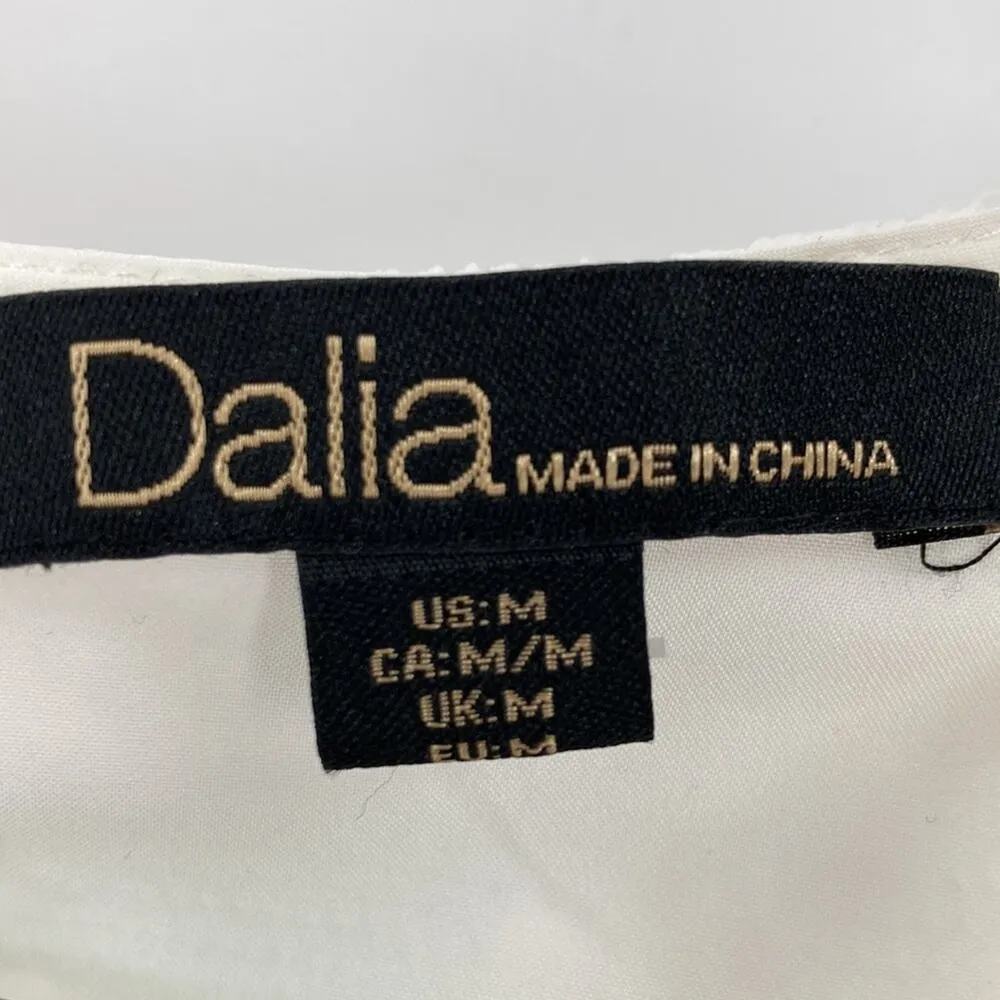 Dalia MADE IN CHINA
US: M
CA: M/M
UK: M
EU: M